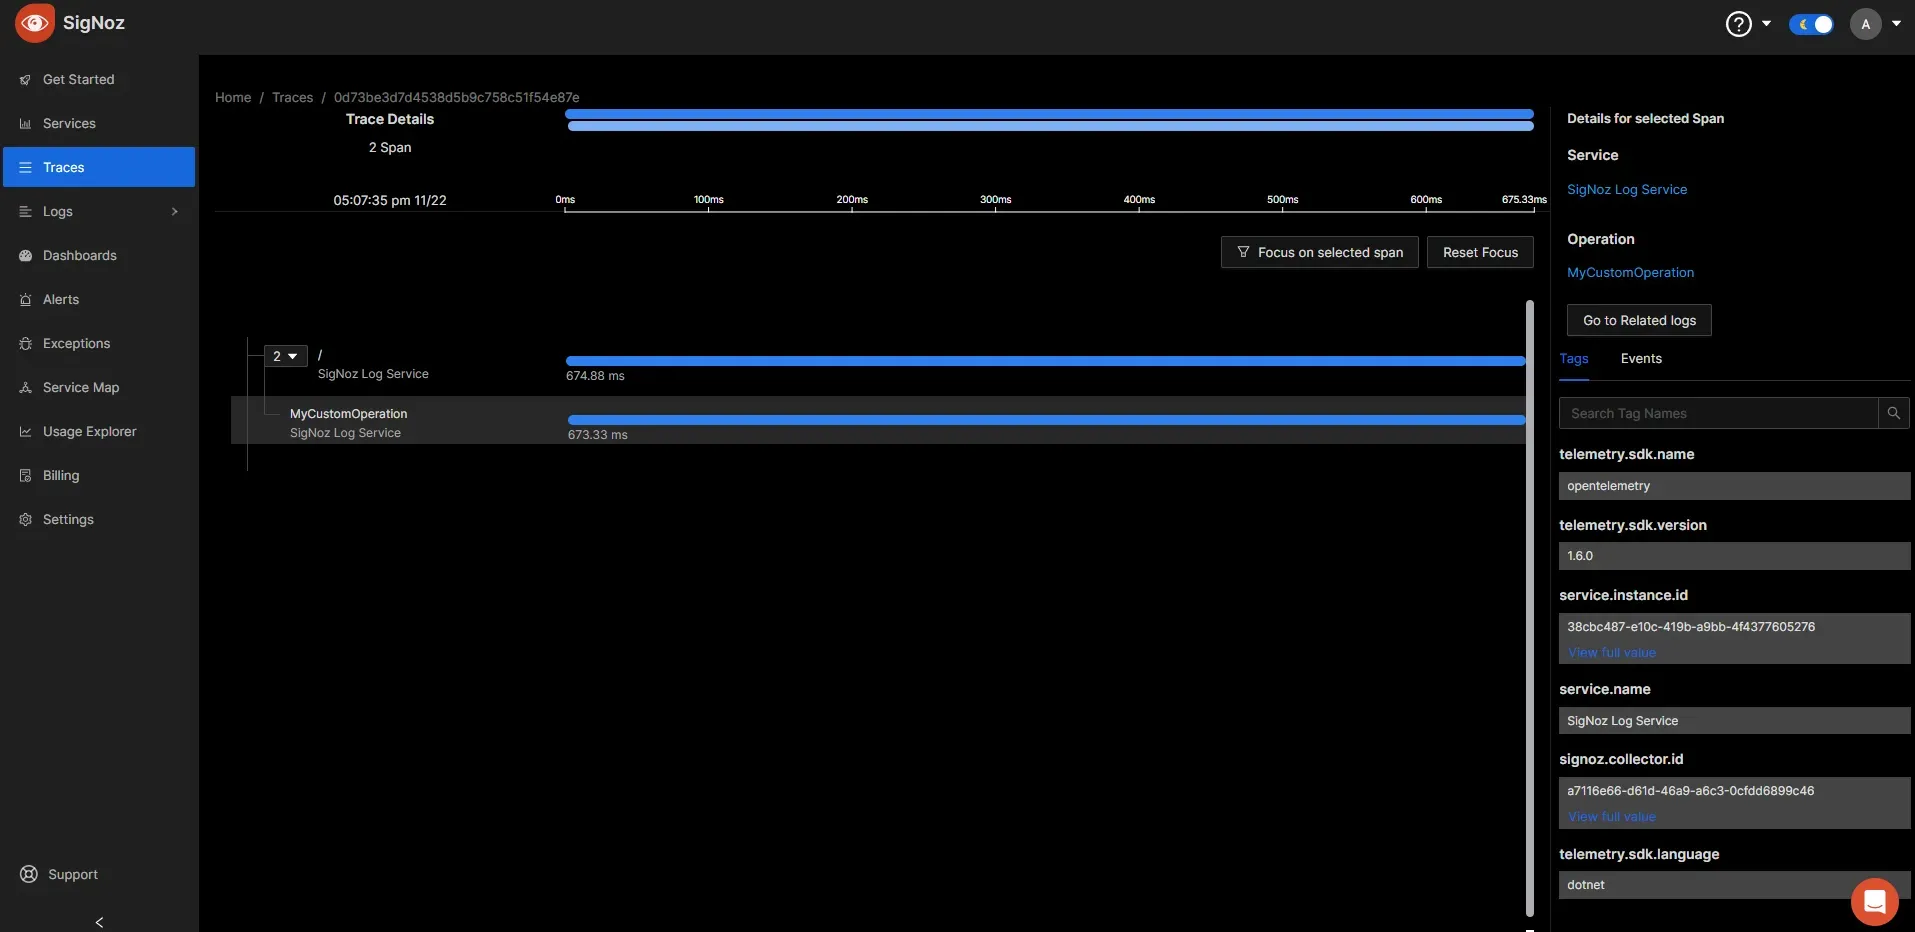 SigNoz
A
Get Started
Services
Traces
Logs
Dashboards
Alerts
Exceptions
Service Map
Usage Explorer
Billing
Settings
Support
Home / Traces / 0d73be3d7d4538d5b9c758c51f54e87e
Trace Details
2 Span
05:07:35 pm 11/22
0ms 100ms 200ms 300ms 400ms 500ms 600ms 675.33ms
Focus on selected span Reset Focus
2 /
SigNoz Log Service
674.88 ms
MyCustomOperation
SigNoz Log Service
673.33 ms
Details for selected Span
Service
SigNoz Log Service
Operation
MyCustomOperation
Go to Related logs
Tags Events
Search Tag Names
telemetry.sdk.name
opentelemetry
telemetry.sdk.version
1.6.0
service.instance.id
38cbc487-e10c-419b-a9bb-4f4377605276
View full value
service.name
SigNoz Log Service
signoz.collector.id
a7116e66-d61d-46a9-a6c3-0cfdd6899c46
View full value
telemetry.sdk.language
dotnet